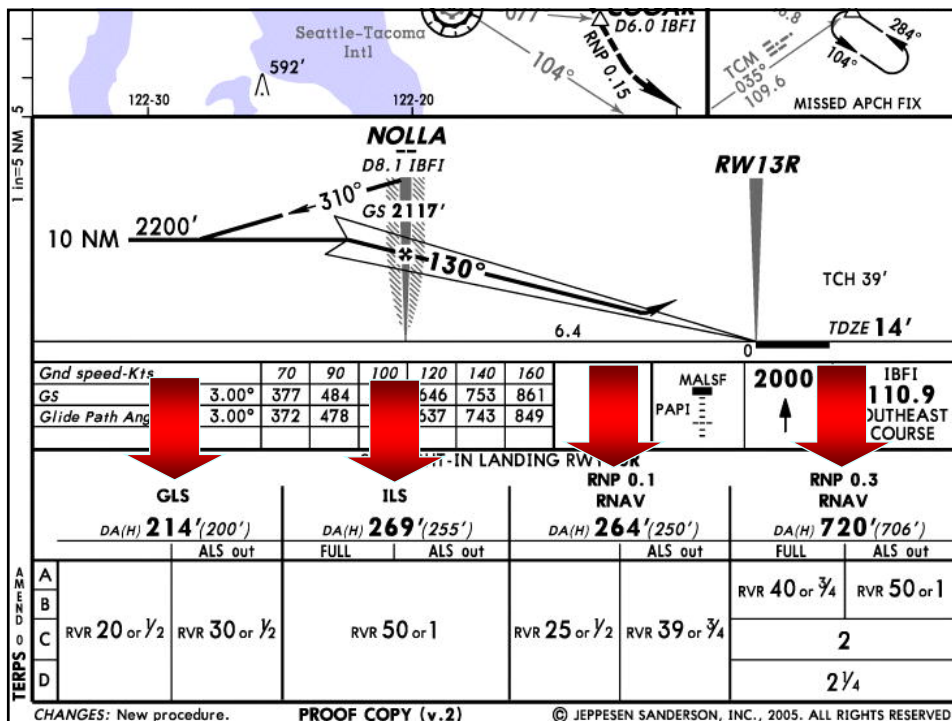 077°
D6.0 IBFI
Seattle-Tacoma
Intl
592'
RNP 0.15
104°
122-30
122-20
TCM
035°
109.6
284°
104°
MISSED APCH FIX
5
1 in=5 NM
NOLLA
D8.1 IBFI
RW13R
310°
GS 2117'
2200'
10 NM
130°
TCH 39'
6.4
TDZE 14'
0
Gnd speed-Kts 70 90 100 120 140 160
GS 3.00° 377 484 646 753 861
Glide Path Ang 3.00° 372 478 637 743 849
MALSF
PAPI
2000
IBFI
110.9
OUTHEAST
COURSE
HT-IN LANDING RW
GLS
DA(H) 214'(200')
ALS out
ILS
DA(H) 269'(255')
FULL ALS out
RNP 0.1
RNAV
DA(H) 264'(250')
ALS out
RNP 0.3
RNAV
DA(H) 720'(706')
FULL ALS out
A
B
C
D
RVR 20 or 1/2 RVR 30 or 1/2 RVR 50 or 1 RVR 25 or 1/2 RVR 39 or 3/4
RVR 40 or 3/4 RVR 50 or 1
2
2 1/4
TERPS AMEND 0
CHANGES: New procedure. PROOF COPY (v.2) © JEPPESEN SANDERSON, INC., 2005. ALL RIGHTS RESERVED